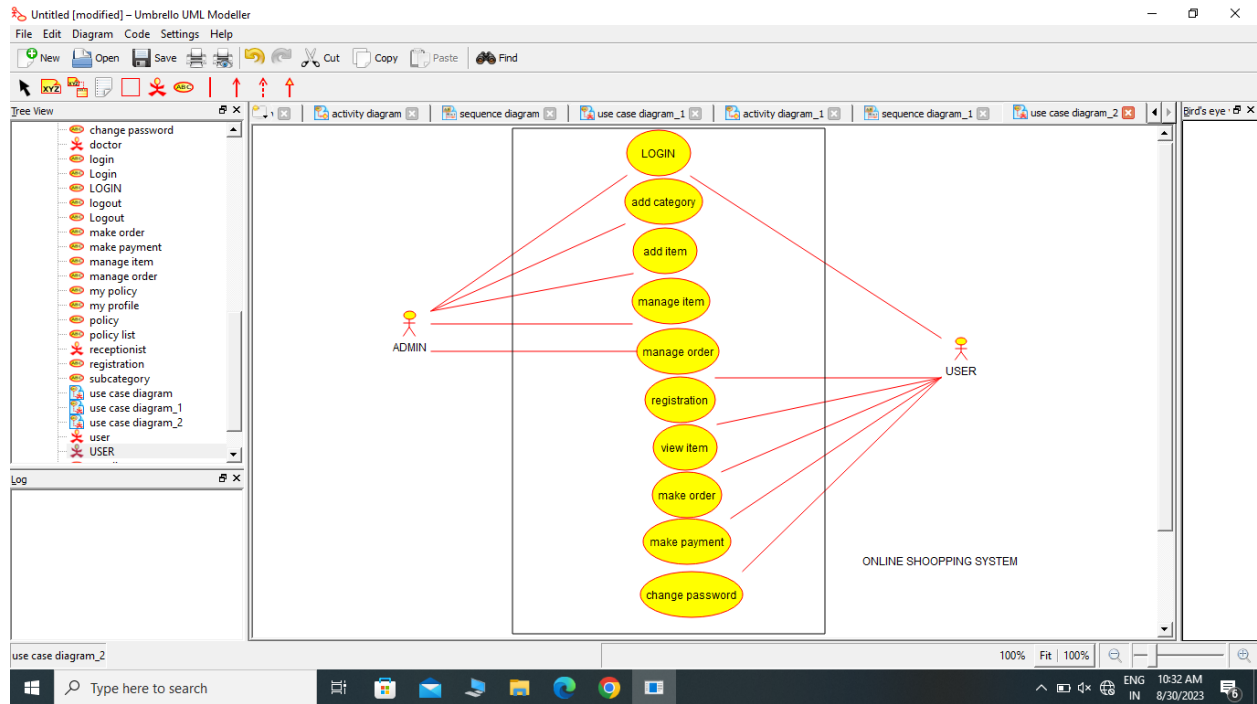 Untitled [modified] – Umbrello UML Modeller
File Edit Diagram Code Settings Help
New Open Save Cut Copy Paste Find
XYZ ABC
Tree View
activity diagram sequence diagram use case diagram_1 activity diagram_1 sequence diagram_1 use case diagram_2
Bird's eye
change password
doctor
login
Login
LOGIN
logout
Logout
make order
make payment
manage item
manage order
my policy
my profile
policy
policy list
receptionist
registration
subcategory
use case diagram
use case diagram_1
use case diagram_2
user
USER
Log
LOGIN
add category
add item
manage item
manage order
registration
view item
make order
make payment
change password
ADMIN
USER
ONLINE SHOOPPING SYSTEM
use case diagram_2
100% Fit 100%
Type here to search
ENG
IN
10:32 AM
8/30/2023
6